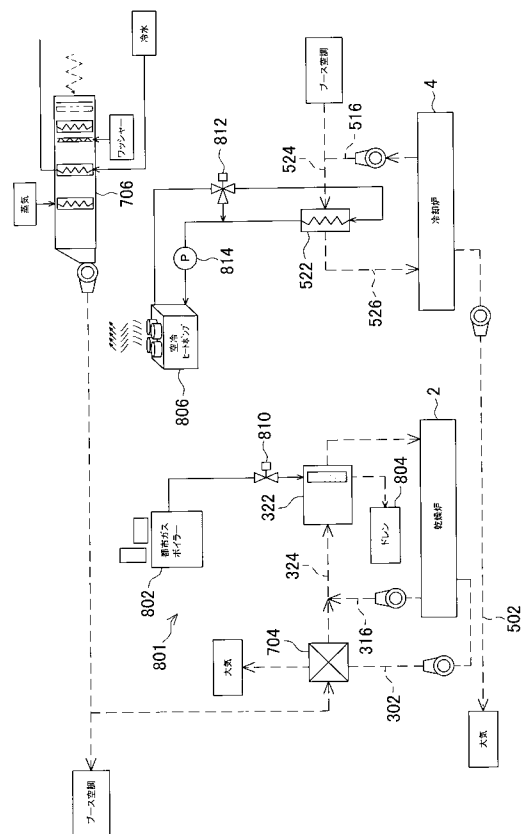 冷水
ワッシャー
蒸気
706
ブース空調
812
524
516
4
冷却炉
522
526
P
814
空冷
ヒートポンプ
806
810
2
乾燥炉
都市ガス
ボイラー
802
322
804
ドレン
324
316
801
704
大気
302
502
大気
ブース空調